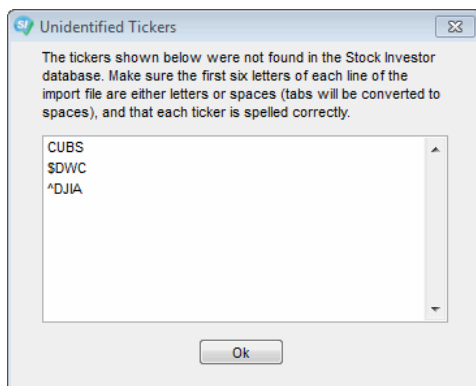 SI Unidentified Tickers
The tickers shown below were not found in the Stock Investor
database. Make sure the first six letters of each line of the
import file are either letters or spaces (tabs will be converted to
spaces), and that each ticker is spelled correctly.
CUBS
$DWC
^DJIA
Ok